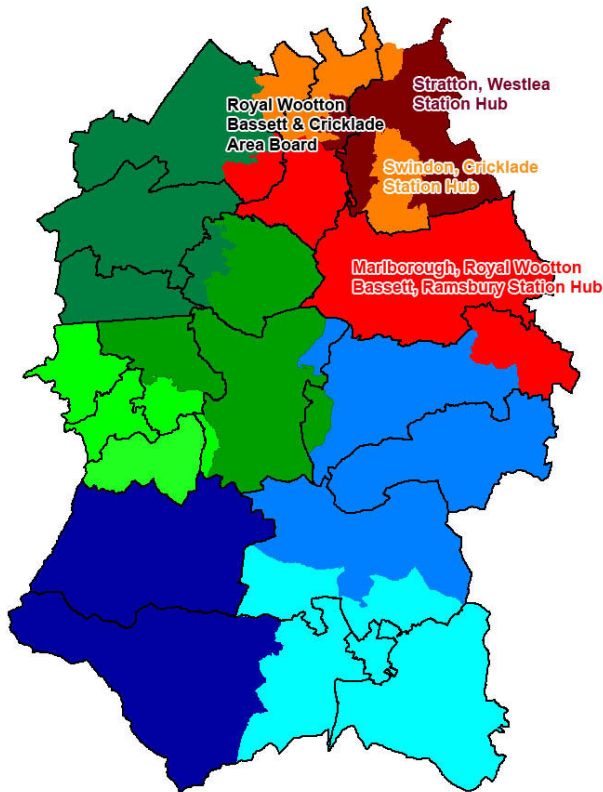 Royal Wootton
Bassett & Cricklade
Area Board
Stratton, Westlea
Station Hub
Swindon, Cricklade
Station Hub
Marlborough, Royal Wootton
Bassett, Ramsbury Station Hub